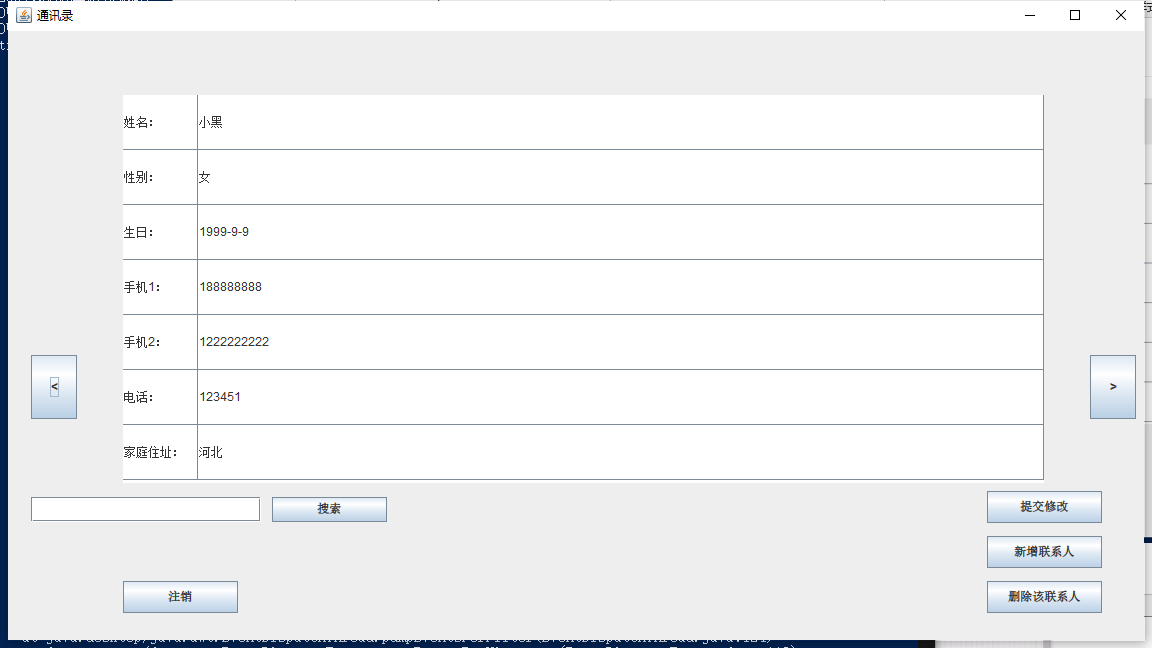 通讯录
姓名： 小黑
性别： 女
生日： 1999-9-9
手机1： 188888888
手机2： 1222222222
电话： 123451
家庭住址： 河北
<
>
搜索
提交修改
新增联系人
注销
删除该联系人